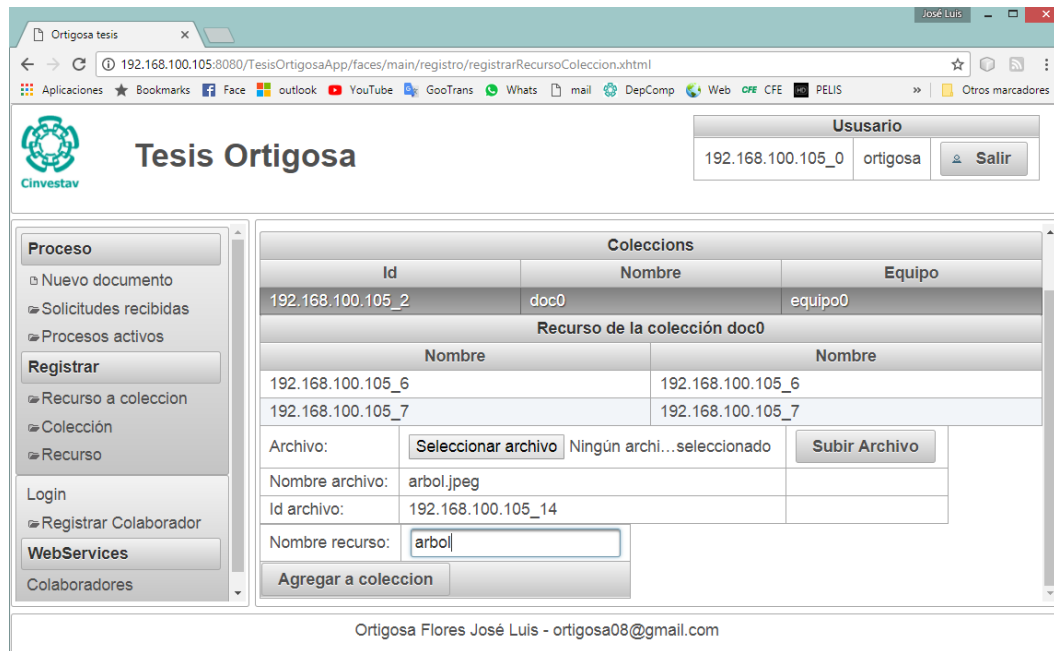 José Luis
Ortigosa tesis
192.168.100.105:8080/TesisOrtigosaApp/faces/main/registro/registrarRecursoColeccion.xhtml
Aplicaciones Bookmarks Face outlook YouTube GooTrans Whats mail DepComp Web CFE CFE HD PELIS » Otros marcadores
Cinvestav
Tesis Ortigosa
Ususario
192.168.100.105_0 ortigosa Salir
Proceso
Nuevo documento
Solicitudes recibidas
Procesos activos
Registrar
Recurso a coleccion
Colección
Recurso
Login
Registrar Colaborador
WebServices
Colaboradores
Coleccions
Id Nombre Equipo
192.168.100.105_2 doc0 equipo0
Recurso de la colección doc0
Nombre Nombre
192.168.100.105_6 192.168.100.105_6
192.168.100.105_7 192.168.100.105_7
Archivo: Seleccionar archivo Ningún archi...seleccionado Subir Archivo
Nombre archivo: arbol.jpeg
Id archivo: 192.168.100.105_14
Nombre recurso: arbol
Agregar a coleccion
Ortigosa Flores José Luis - ortigosa08@gmail.com